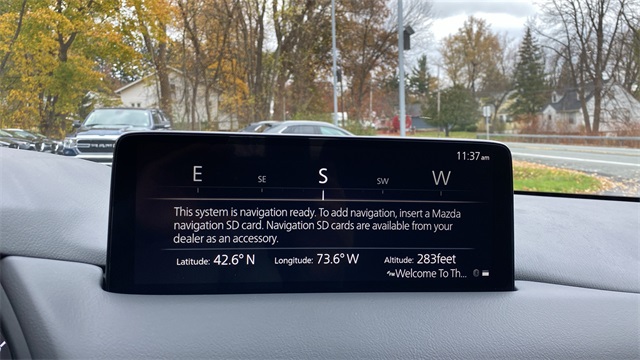 11:37am
E SE S SW W
This system is navigation ready. To add navigation, insert a Mazda
navigation SD card. Navigation SD cards are available from your
dealer as an accessory.
Latitude: 42.6° N Longitude: 73.6° W Altitude: 283feet
Welcome To Th...